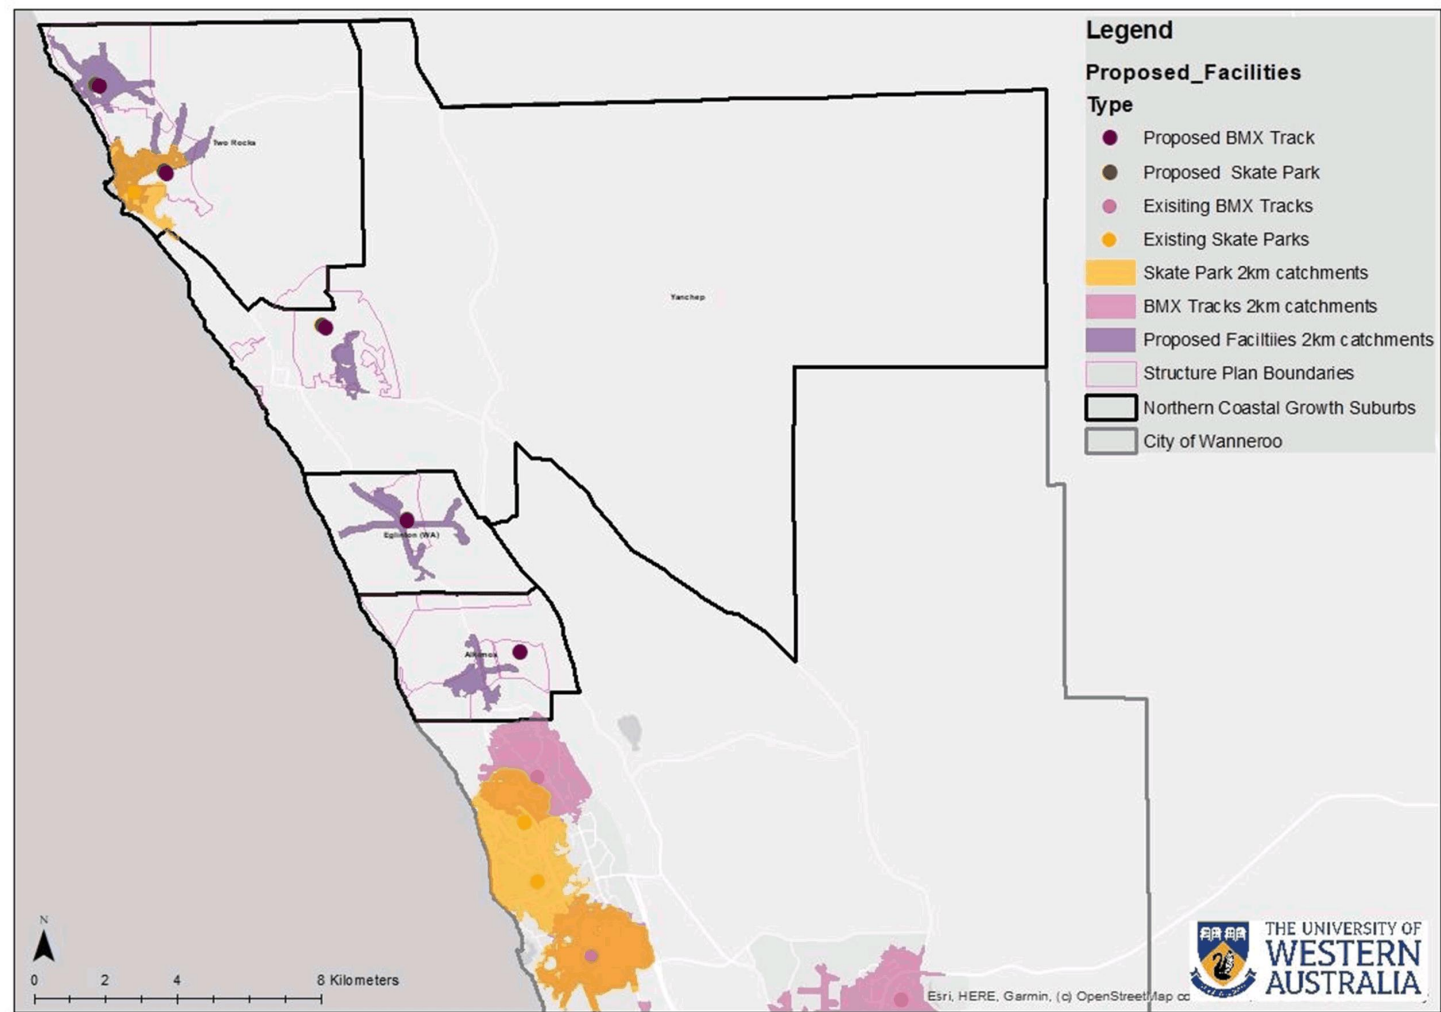 Legend
Proposed_Facilities
Type
Proposed BMX Track
Proposed Skate Park
Exisiting BMX Tracks
Existing Skate Parks
Skate Park 2km catchments
BMX Tracks 2km catchments
Proposed Faciltiies 2km catchments
Structure Plan Boundaries
Northern Coastal Growth Suburbs
City of Wanneroo
Two Rocks
Yanchep
Eglinton (WA)
Alkimos
N
0 2 4 8 Kilometers
THE UNIVERSITY OF
WESTERN
AUSTRALIA
Esri, HERE, Garmin, (c) OpenStreetMap co